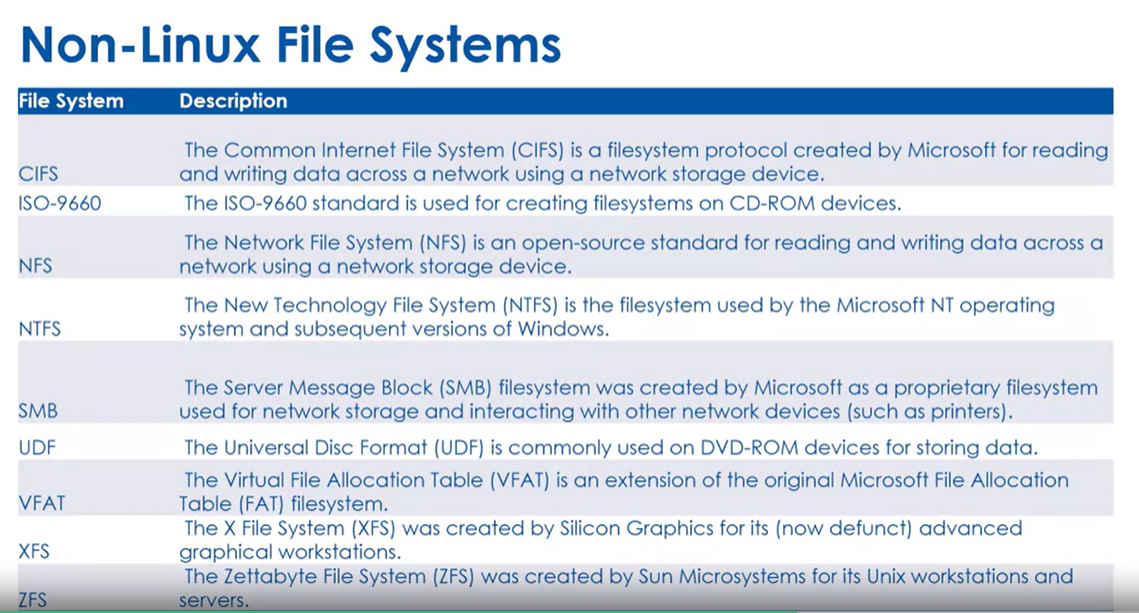 Non-Linux File Systems
File System Description
The Common Internet File System (CIFS) is a filesystem protocol created by Microsoft for reading
CIFS and writing data across a network using a network storage device.
ISO-9660 The ISO-9660 standard is used for creating filesystems on CD-ROM devices.
The Network File System (NFS) is an open-source standard for reading and writing data across a
NFS network using a network storage device.
The New Technology File System (NTFS) is the filesystem used by the Microsoft NT operating
NTFS system and subsequent versions of Windows.
The Server Message Block (SMB) filesystem was created by Microsoft as a proprietary filesystem
SMB used for network storage and interacting with other network devices (such as printers).
UDF The Universal Disc Format (UDF) is commonly used on DVD-ROM devices for storing data.
The Virtual File Allocation Table (VFAT) is an extension of the original Microsoft File Allocation
VFAT Table (FAT) filesystem.
The X File System (XFS) was created by Silicon Graphics for its (now defunct) advanced
XFS graphical workstations.
The Zettabyte File System (ZFS) was created by Sun Microsystems for its Unix workstations and
ZFS servers.